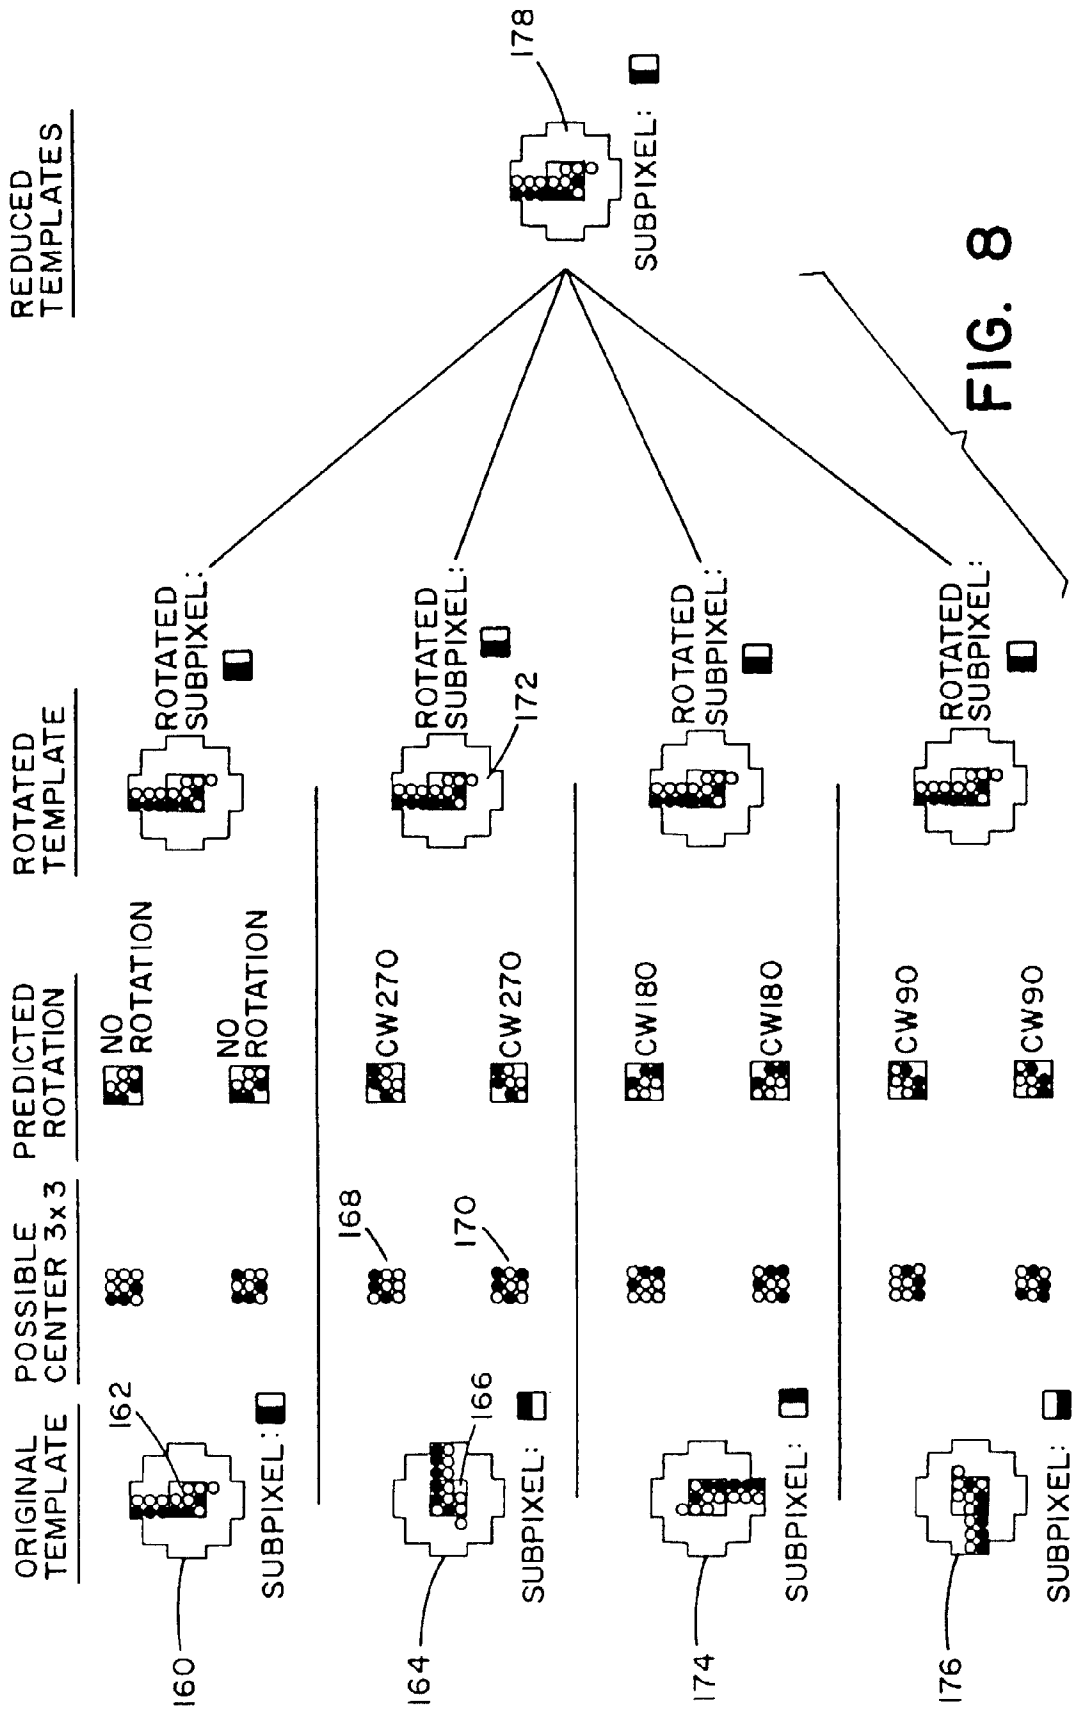 ORIGINAL
TEMPLATE
POSSIBLE
CENTER 3x3
PREDICTED
ROTATION
ROTATED
TEMPLATE
REDUCED
TEMPLATES
160
162
SUBPIXEL:
NO
ROTATION
NO
ROTATION
ROTATED
SUBPIXEL:
164
166
SUBPIXEL:
168
170
CW270
CW270
ROTATED
SUBPIXEL:
172
174
SUBPIXEL:
CW180
CW180
ROTATED
SUBPIXEL:
176
SUBPIXEL:
CW90
CW90
ROTATED
SUBPIXEL:
178
SUBPIXEL:
FIG. 8